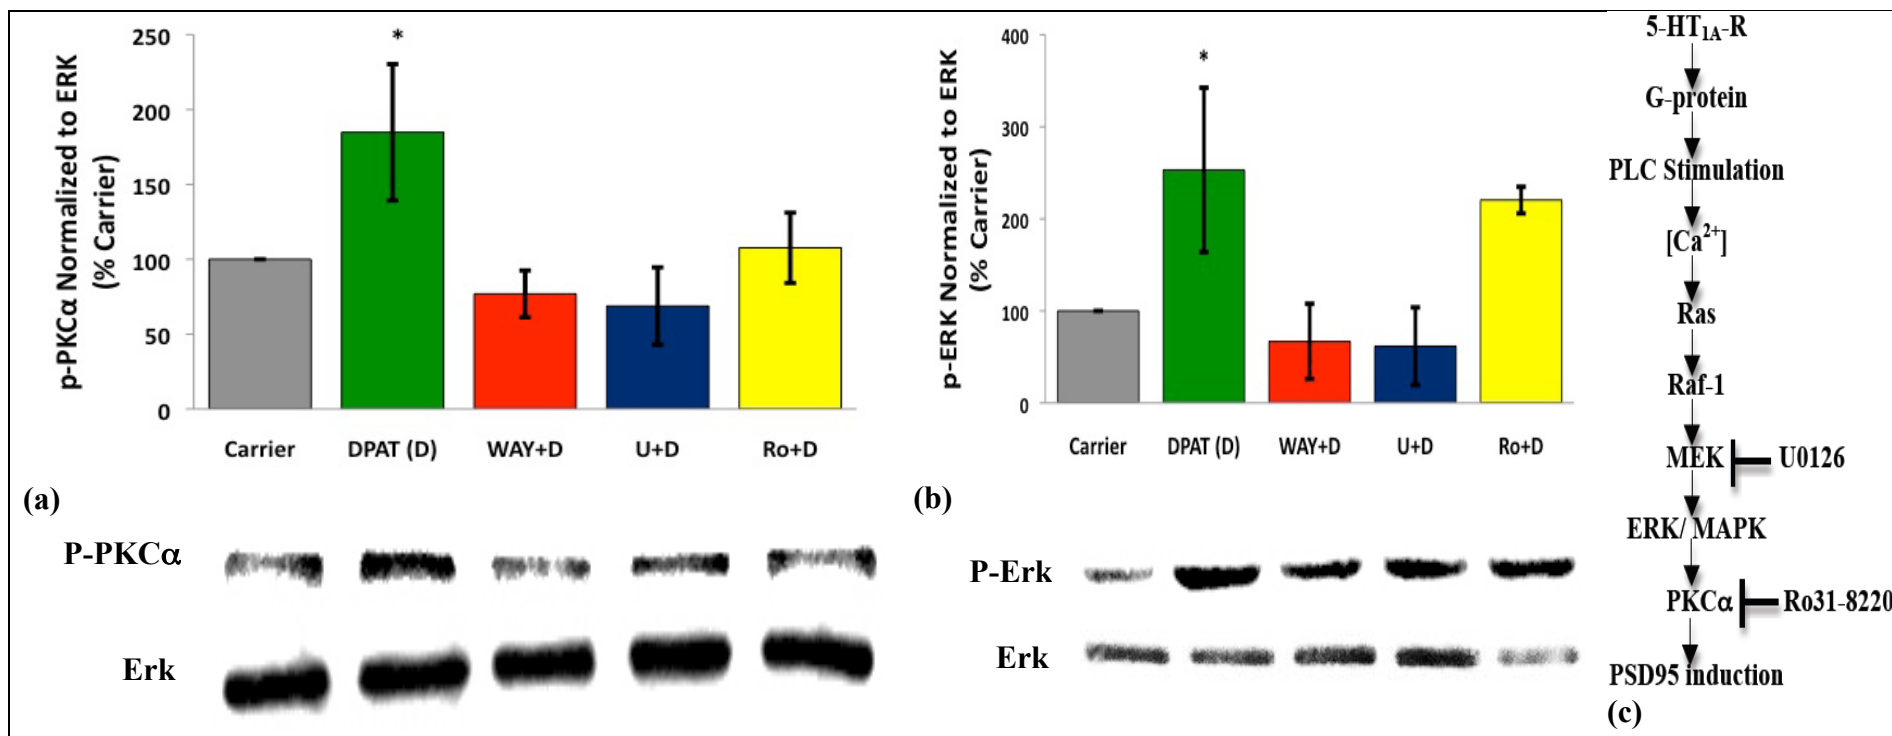 p-PKCα Normalized to ERK
(% Carrier)
250
200
150
100
50
0
*
Carrier
DPAT (D)
WAY+D
U+D
Ro+D
(a)
P-PKCα
Erk
p-ERK Normalized to ERK
(% Carrier)
400
300
200
100
0
*
Carrier
DPAT (D)
WAY+D
U+D
Ro+D
(b)
P-Erk
Erk
5-HT1A-R
G-protein
PLC Stimulation
[Ca2+]
Ras
Raf-1
MEK U0126
ERK/ MAPK
PKCα Ro31-8220
PSD95 induction
(c)